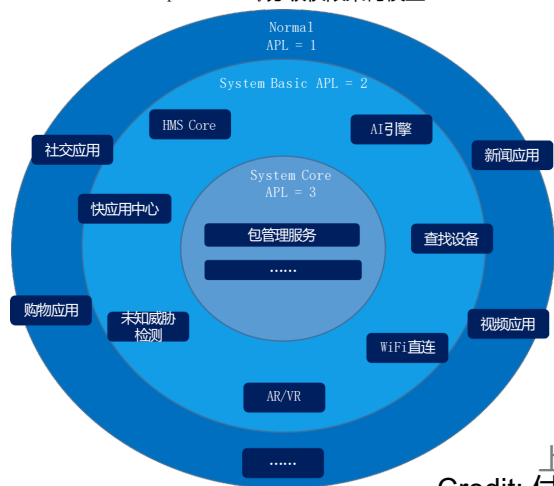 Normal
APL = 1
System Basic APL = 2
HMS Core
AI引擎
社交应用
新闻应用
System Core
APL = 3
快应用中心
包管理服务
查找设备
……
购物应用
未知威胁
检测
视频应用
WiFi直连
AR/VR
……
上
Credit: